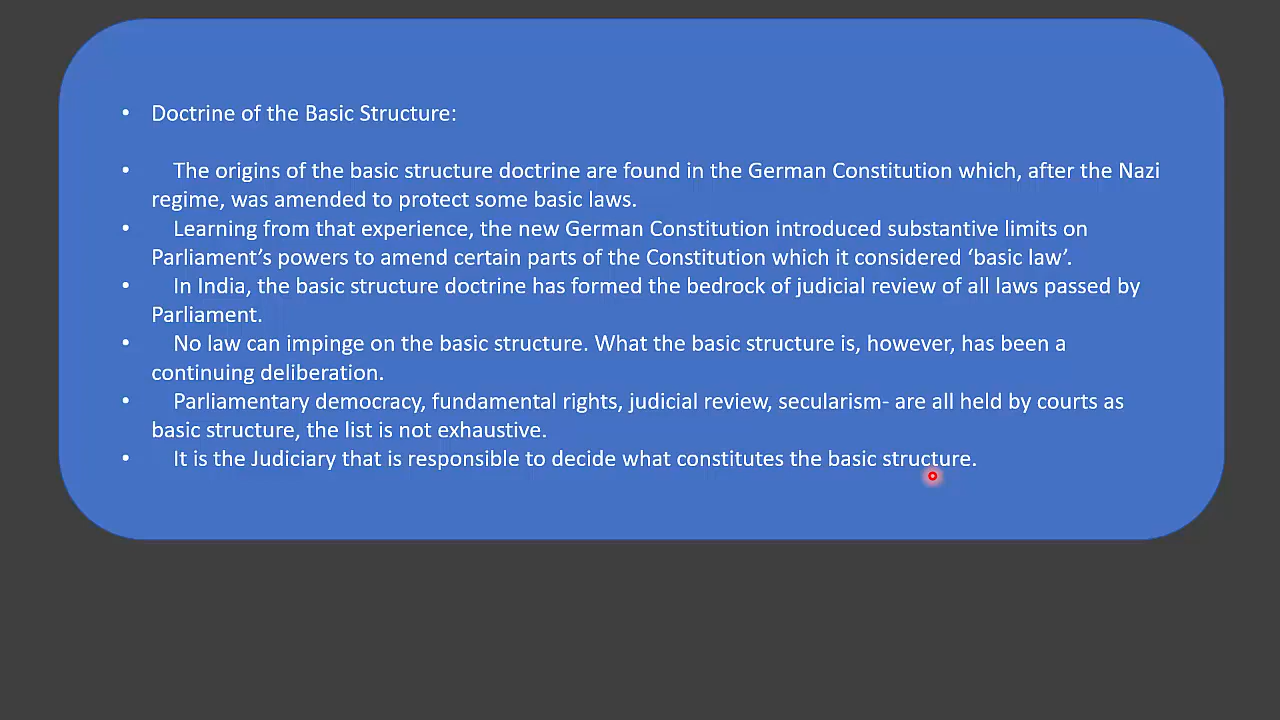 • Doctrine of the Basic Structure:
• The origins of the basic structure doctrine are found in the German Constitution which, after the Nazi
regime, was amended to protect some basic laws.
• Learning from that experience, the new German Constitution introduced substantive limits on
Parliament’s powers to amend certain parts of the Constitution which it considered ‘basic law’.
• In India, the basic structure doctrine has formed the bedrock of judicial review of all laws passed by
Parliament.
• No law can impinge on the basic structure. What the basic structure is, however, has been a
continuing deliberation.
• Parliamentary democracy, fundamental rights, judicial review, secularism- are all held by courts as
basic structure, the list is not exhaustive.
• It is the Judiciary that is responsible to decide what constitutes the basic structure.